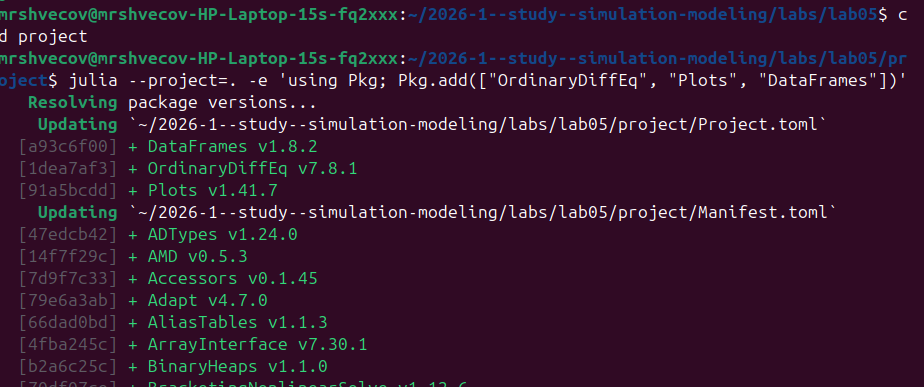 mrshvecov@mrshvecov-HP-Laptop-15s-fq2xxx:~/2026-1--study--simulation-modeling/labs/lab05$ c
d project
mrshvecov@mrshvecov-HP-Laptop-15s-fq2xxx:~/2026-1--study--simulation-modeling/labs/lab05/pr
oject$ julia --project=. -e 'using Pkg; Pkg.add(["OrdinaryDiffEq", "Plots", "DataFrames"])'
Resolving package versions...
Updating `~/2026-1--study--simulation-modeling/labs/lab05/project/Project.toml`
[a93c6f00] + DataFrames v1.8.2
[1dea7af3] + OrdinaryDiffEq v7.8.1
[91a5bcdd] + Plots v1.41.7
Updating `~/2026-1--study--simulation-modeling/labs/lab05/project/Manifest.toml`
[47edcb42] + ADTypes v1.24.0
[14f7f29c] + AMD v0.5.3
[7d9f7c33] + Accessors v0.1.45
[79e6a3ab] + Adapt v4.7.0
[66dad0bd] + AliasTables v1.1.3
[4fba245c] + ArrayInterface v7.30.1
[b2a6c25c] + BinaryHeaps v1.1.0